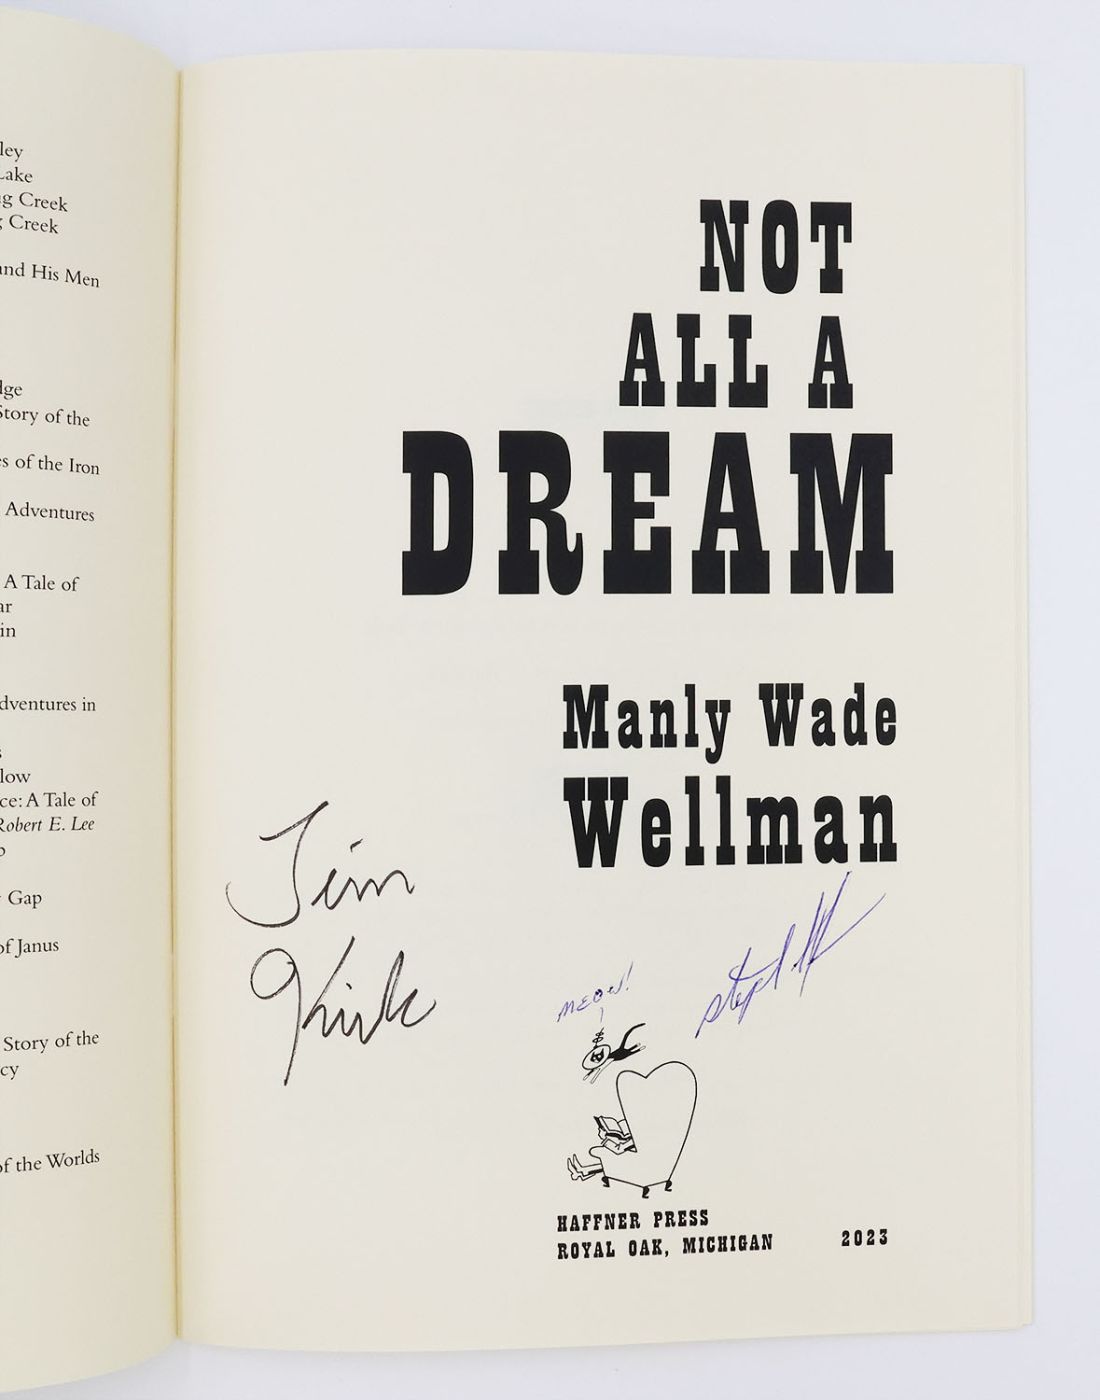 ley
Lake
g Creek
Creek
and His Men
dge
Story of the
es of the Iron
Adventures
A Tale of
ar
in
dventures in
s
low
ce: A Tale of
Robert E. Lee
p
Gap
of Janus
Story of the
cy
of the Worlds
NOT
ALL A
DREAM
Manly Wade
Wellman
Jim
Kirk
MEOW!
HAFFNER PRESS
ROYAL OAK, MICHIGAN 2023